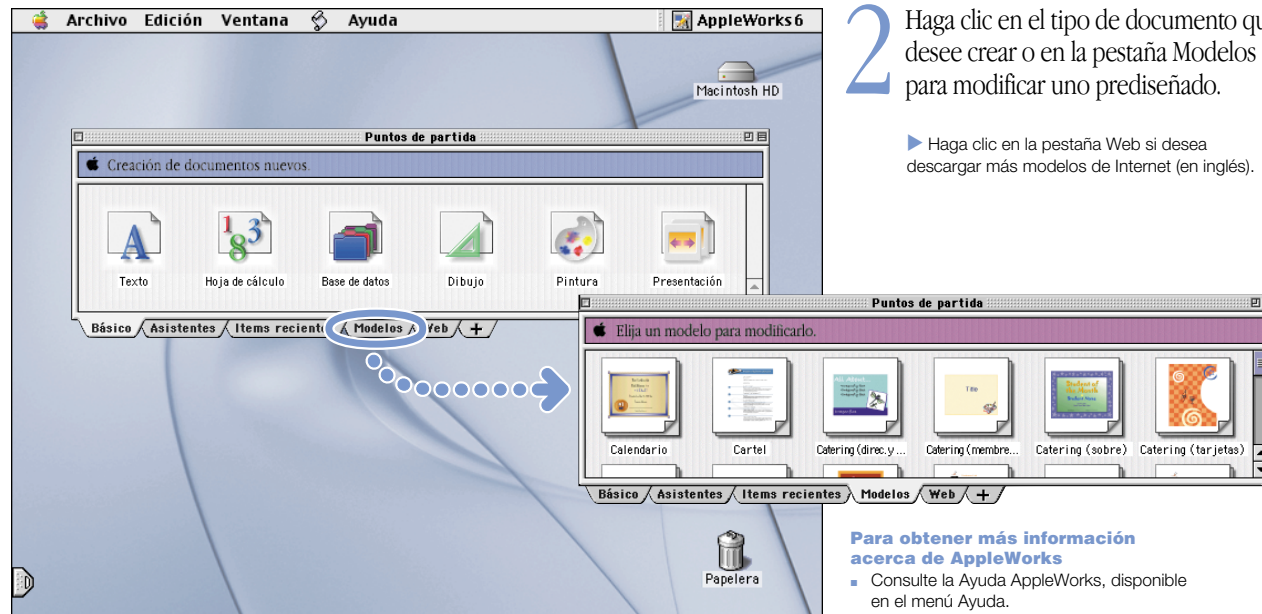 Archivo Edición Ventana Ayuda AppleWorks 6
Macintosh HD
Puntos de partida
Creación de documentos nuevos.
Texto Hoja de cálculo Base de datos Dibujo Pintura Presentación
Básico Asistentes Items recient Modelos Web +
Puntos de partida
Elija un modelo para modificarlo.
Calendario Cartel Catering (direc. y ... Catering (membre... Catering (sobre) Catering (tarjetas)
Básico Asistentes Items recientes Modelos Web +
Papelera
2
Haga clic en el tipo de documento qu
desee crear o en la pestaña Modelos
para modificar uno prediseñado.
Haga clic en la pestaña Web si desea
descargar más modelos de Internet (en inglés).
Para obtener más información
acerca de AppleWorks
Consulte la Ayuda AppleWorks, disponible
en el menú Ayuda.